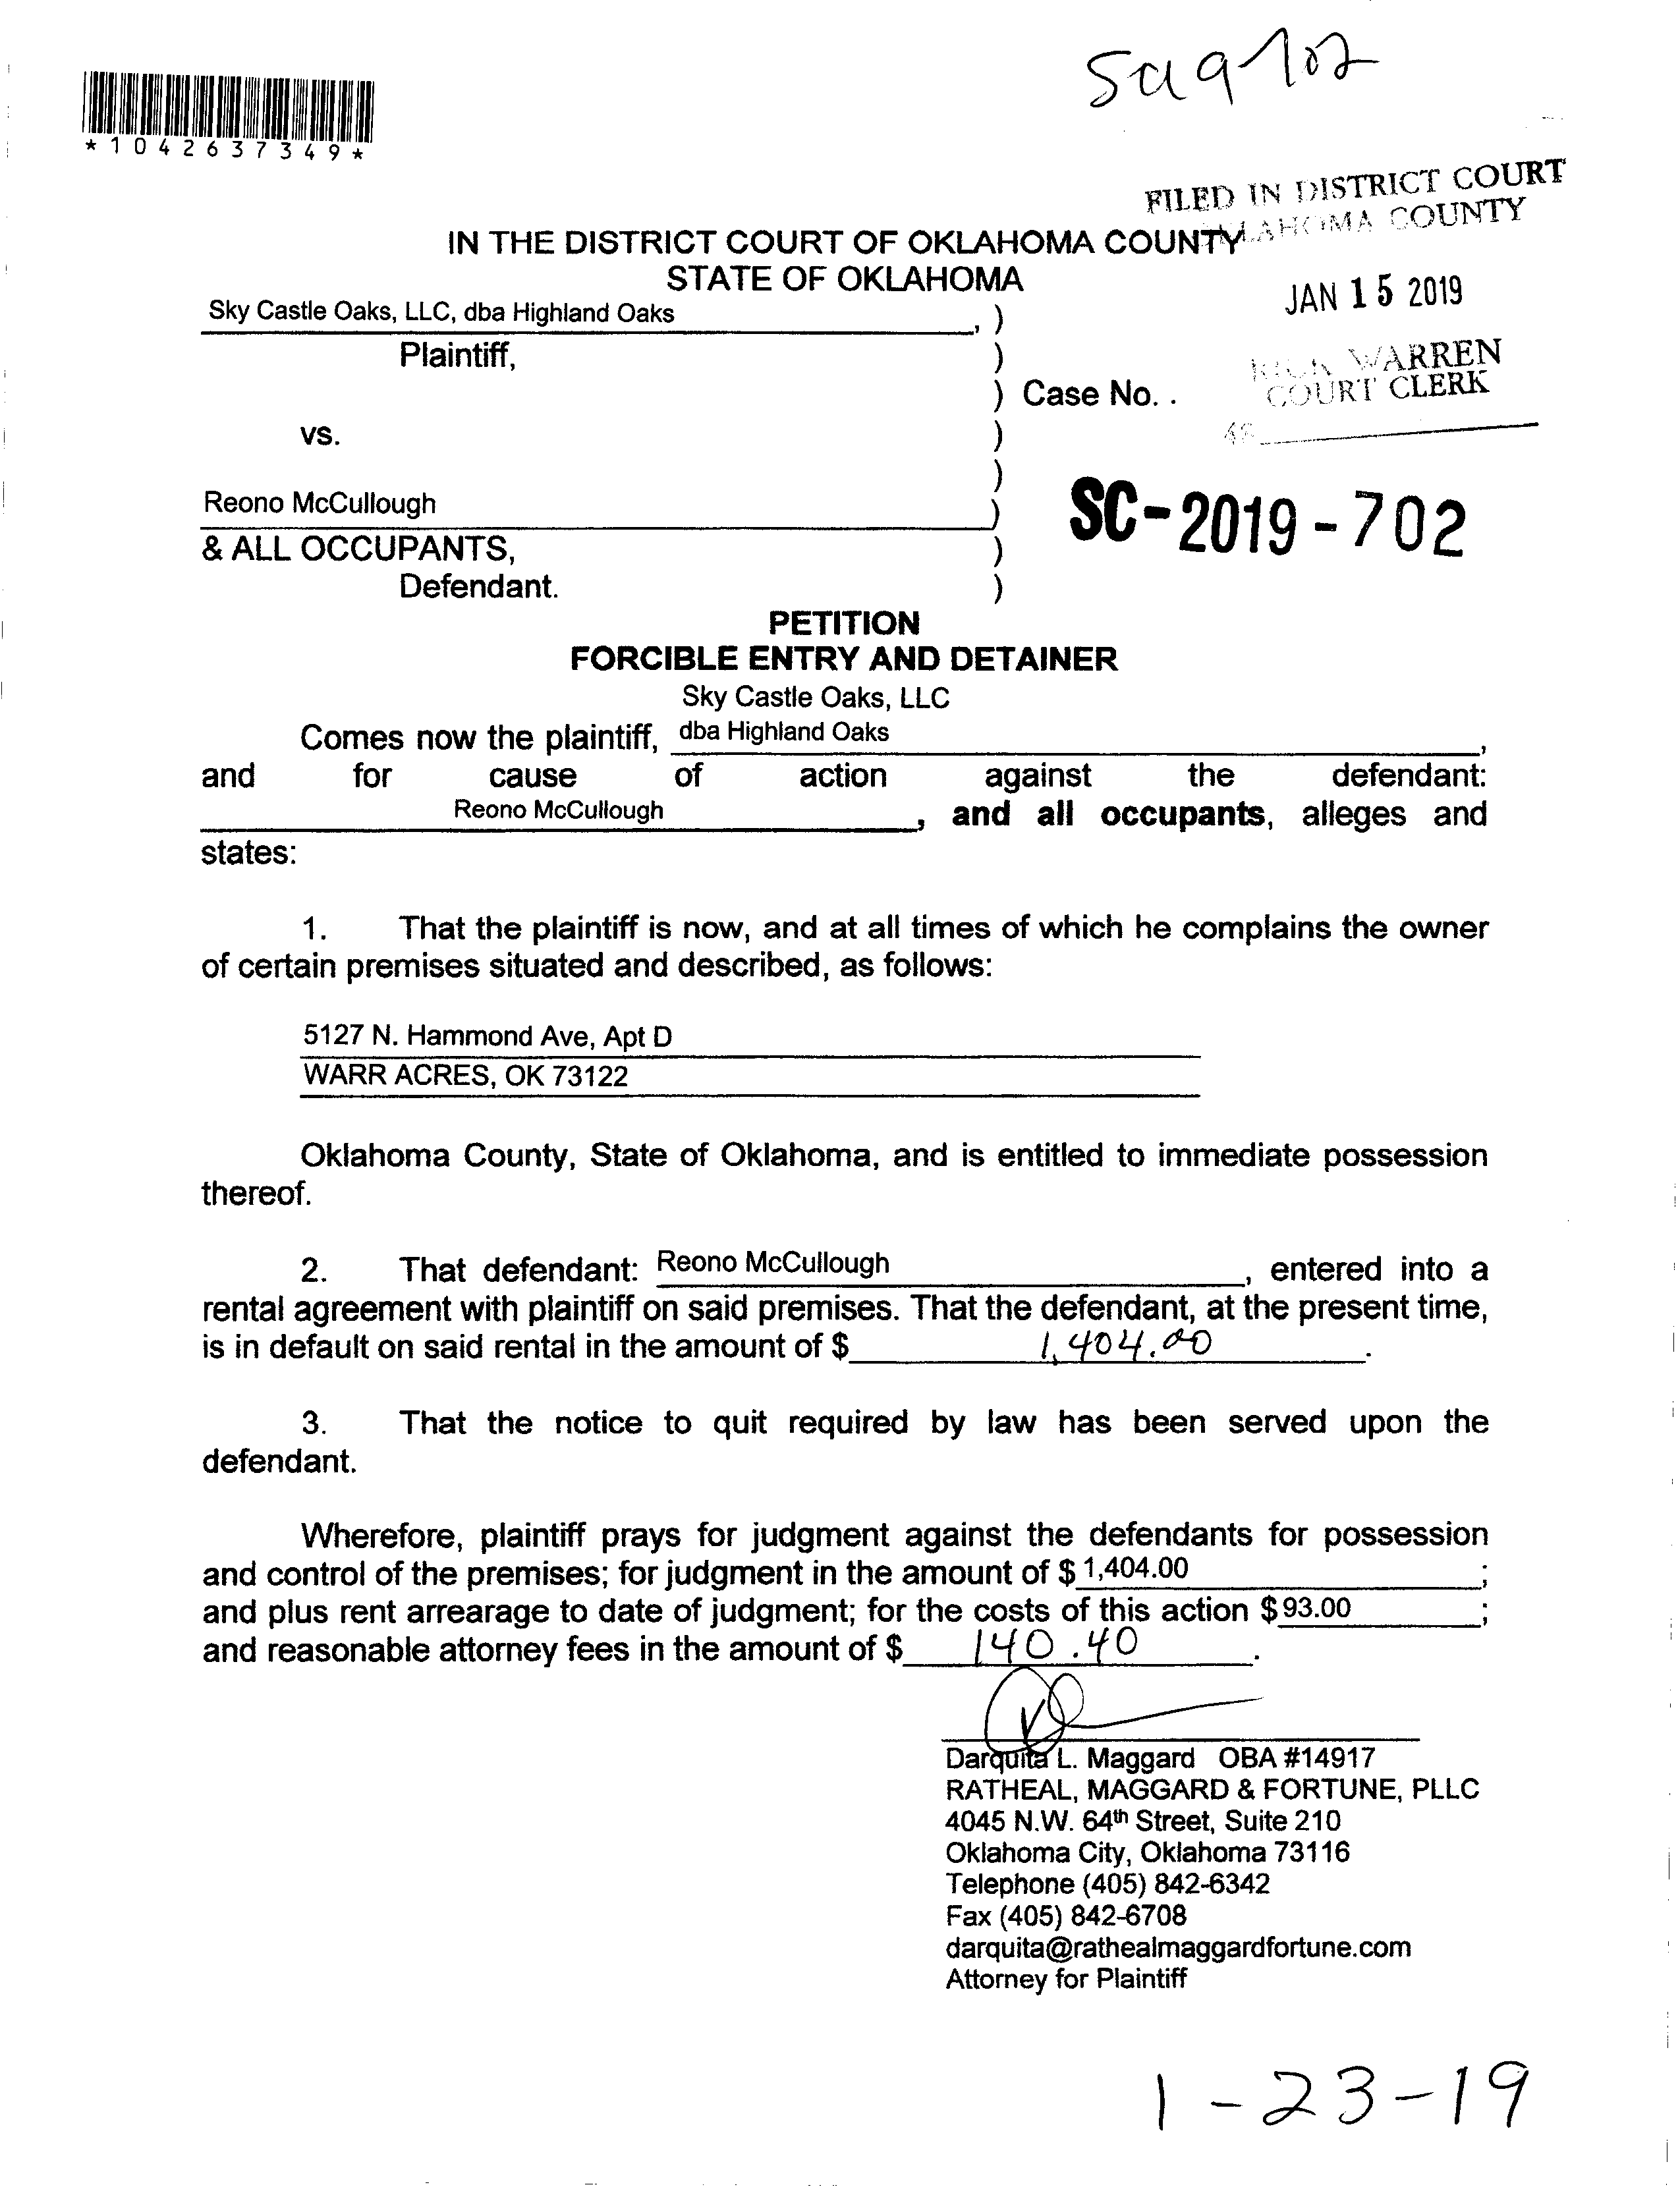 Sc19-702
*1042637349*
FILED IN DISTRICT COURT
OKLAHOMA COUNTY
IN THE DISTRICT COURT OF OKLAHOMA COUNTY
STATE OF OKLAHOMA
JAN 15 2019
Sky Castle Oaks, LLC, dba Highland Oaks , )
Plaintiff, )
RICK WARREN
COURT CLERK
) Case No. .
vs. )
)
Reono McCullough )
SC-2019-702
& ALL OCCUPANTS, )
Defendant. )
PETITION
FORCIBLE ENTRY AND DETAINER
Sky Castle Oaks, LLC
Comes now the plaintiff, dba Highland Oaks ,
and for cause of action against the defendant:
Reono McCullough , and all occupants, alleges and
states:
1. That the plaintiff is now, and at all times of which he complains the owner
of certain premises situated and described, as follows:
5127 N. Hammond Ave, Apt D
WARR ACRES, OK 73122
Oklahoma County, State of Oklahoma, and is entitled to immediate possession
thereof.
2. That defendant: Reono McCullough , entered into a
rental agreement with plaintiff on said premises. That the defendant, at the present time,
is in default on said rental in the amount of $ 1,404.00 .
3. That the notice to quit required by law has been served upon the
defendant.
Wherefore, plaintiff prays for judgment against the defendants for possession
and control of the premises; for judgment in the amount of $ 1,404.00 ;
and plus rent arrearage to date of judgment; for the costs of this action $ 93.00 ;
and reasonable attorney fees in the amount of $ 140.40 .
Darquita L. Maggard OBA #14917
RATHEAL, MAGGARD & FORTUNE, PLLC
4045 N.W. 64th Street, Suite 210
Oklahoma City, Oklahoma 73116
Telephone (405) 842-6342
Fax (405) 842-6708
darquita@rathealmaggardfortune.com
Attorney for Plaintiff
1-23-19